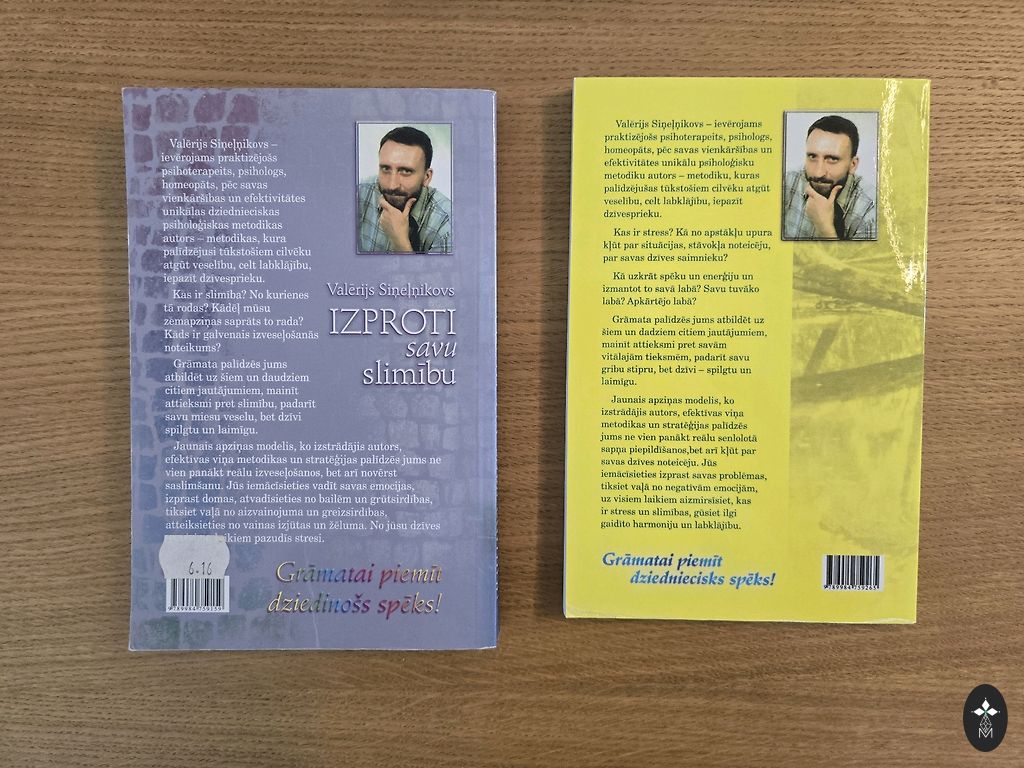 Valērijs Siņeļņikovs –
ievērojams praktizējošs
psihoterapeits, psihologs,
homeopāts, pēc savas
vienkāršības un efektivitātes
unikālas dziednieciskas
psiholoģiskas metodikas
autors – metodikas, kura
palīdzējusi tūkstošiem cilvēku
atgūt veselību, celt labklājību,
iepazīt dzīvesprieku.
Kas ir slimība? No kurienes
tā rodas? Kādēļ mūsu
zemapziņas saprāts to rada?
Kāds ir galvenais izveseļošanās
noteikums?
Grāmata palīdzēs jums
atbildēt uz šiem un daudziem
citiem jautājumiem, mainīt
attieksmi pret slimību, padarīt
savu miesu veselu, bet dzīvi
spilgtu un laimīgu.
Jaunais apziņas modelis, ko izstrādājis autors,
efektīvas viņa metodikas un stratēģijas palīdzēs jums ne
vien panākt reālu izveseļošanos, bet arī novērst
saslimšanu. Jūs iemācīsieties vadīt savas emocijas,
izprast domas, atvadīsieties no bailēm un grūtsirdības,
tiksiet vaļā no aizvainojuma un greizsirdības,
atteiksieties no vainas izjūtas un žēluma. No jūsu dzīves
laikiem pazudīs stresi.
Valērijs Siņeļņikovs
IZPROTI
savu
slimību
6.16
9 789984 759159
Grāmatai piemīt
dziedinošs spēks!
Valērijs Siņeļņikovs – ievērojams
praktizējošs psihoterapeits, psihologs,
homeopāts, pēc savas vienkāršības un
efektivitātes unikālu psiholoģisku
metodiku autors – metodiku, kuras
palīdzējušas tūkstošiem cilvēku atgūt
veselību, celt labklājību, iepazīt
dzīvesprieku.
Kas ir stress? Kā no apstākļu upura
kļūt par situācijas, stāvokļa noteicēju,
par savas dzīves saimnieku?
Kā uzkrāt spēku un enerģiju un
izmantot to savā labā? Savu tuvāko
labā? Apkārtējo labā?
Grāmata palīdzēs jums atbildēt uz
šiem un dadziem citiem jautājumiem,
mainīt attieksmi pret savām
vitālajām tieksmēm, padarīt savu
gribu stipru, bet dzīvi – spilgtu un
laimīgu.
Jaunais apziņas modelis, ko
izstrādājis autors, efektīvas viņa
metodikas un stratēģijas palīdzēs
jums ne vien panākt reālu senlolotā
sapņa piepildīšanos,bet arī kļūt par
savas dzīves noteicēju. Jūs
iemācīsieties izprast savas problēmas,
tiksiet vaļā no negatīvām emocijām,
uz visiem laikiem aizmirsīsiet, kas
ir stress un slimības, gūsiet ilgi
gaidīto harmoniju un labklājību.
Grāmatai piemīt
dziedniecisks spēks!
9 789984 759265
M